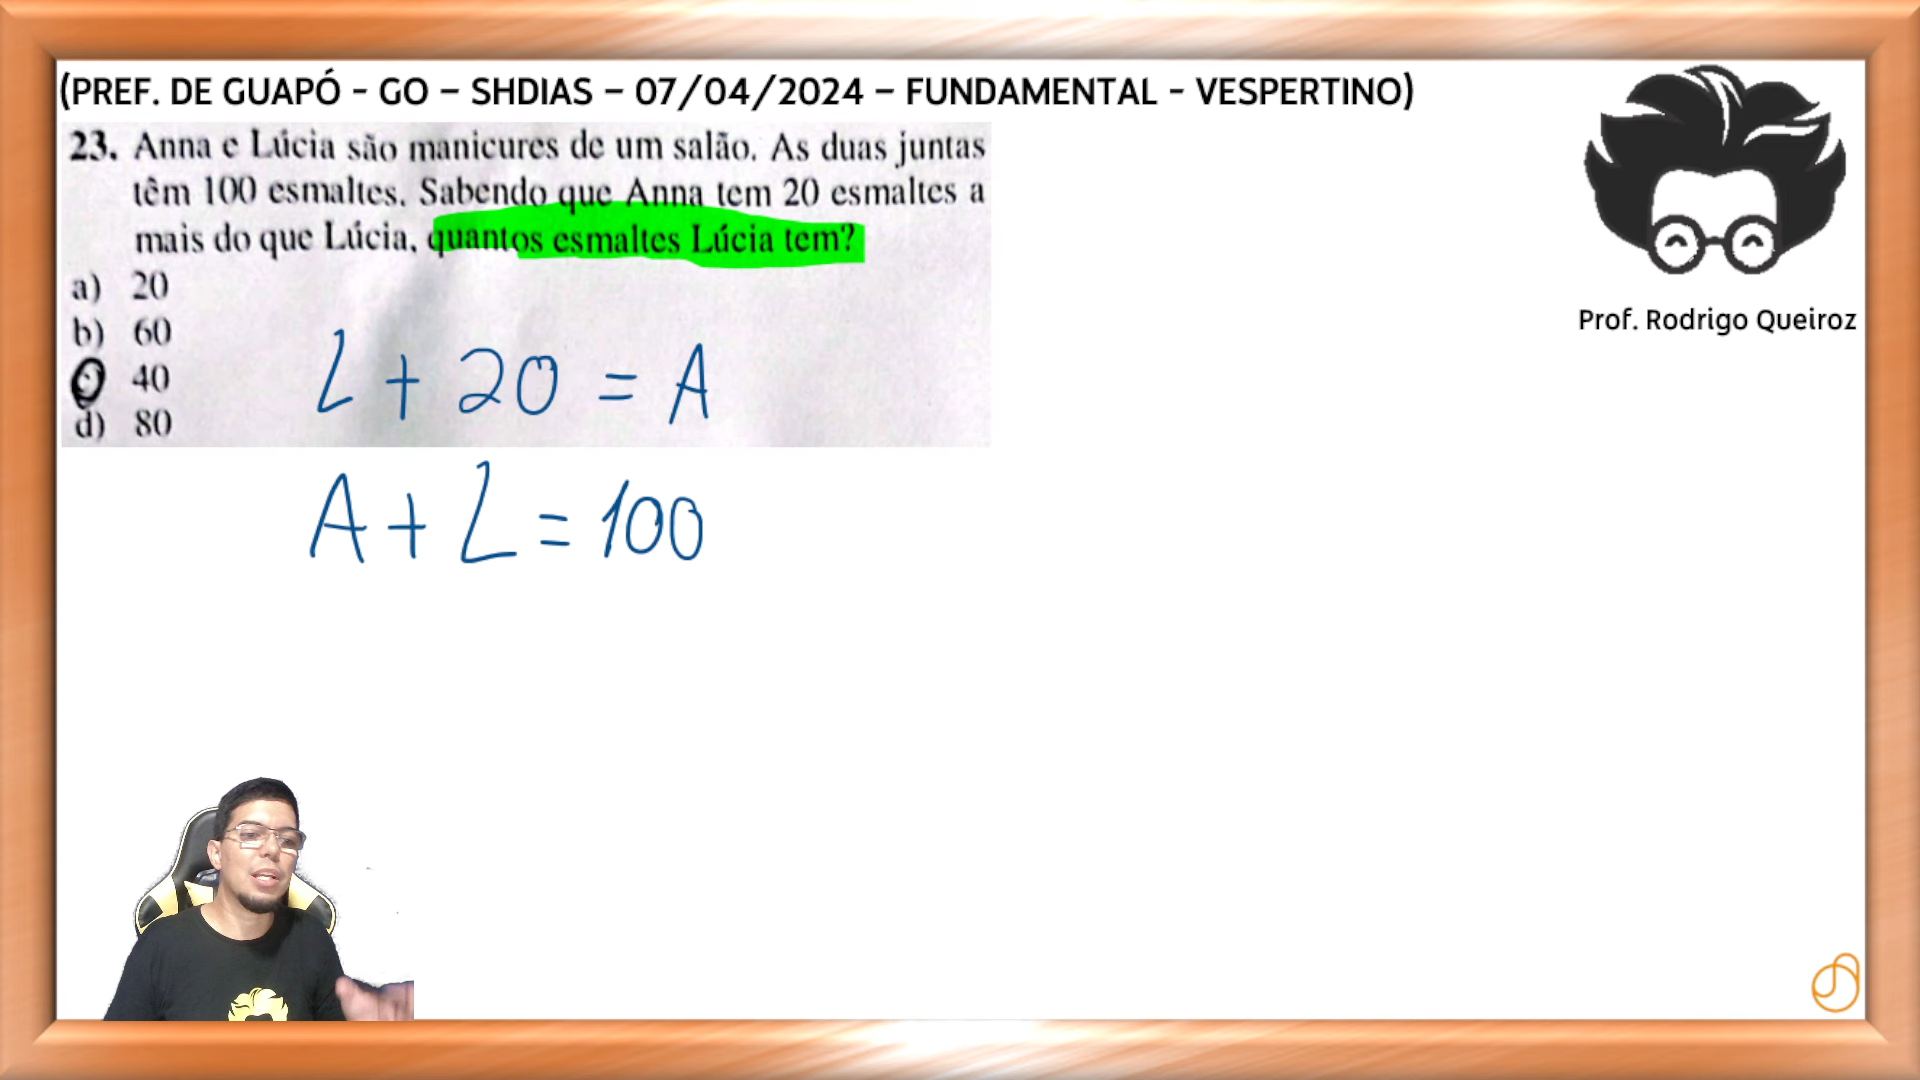 (PREF. DE GUAPÓ - GO – SHDIAS – 07/04/2024 – FUNDAMENTAL - VESPERTINO)
23. Anna e Lúcia são manicures de um salão. As duas juntas
têm 100 esmaltes. Sabendo que Anna tem 20 esmaltes a
mais do que Lúcia, quantos esmaltes Lúcia tem?
a) 20
b) 60
c) 40
d) 80
L + 20 = A
A + L = 100
Prof. Rodrigo Queiroz